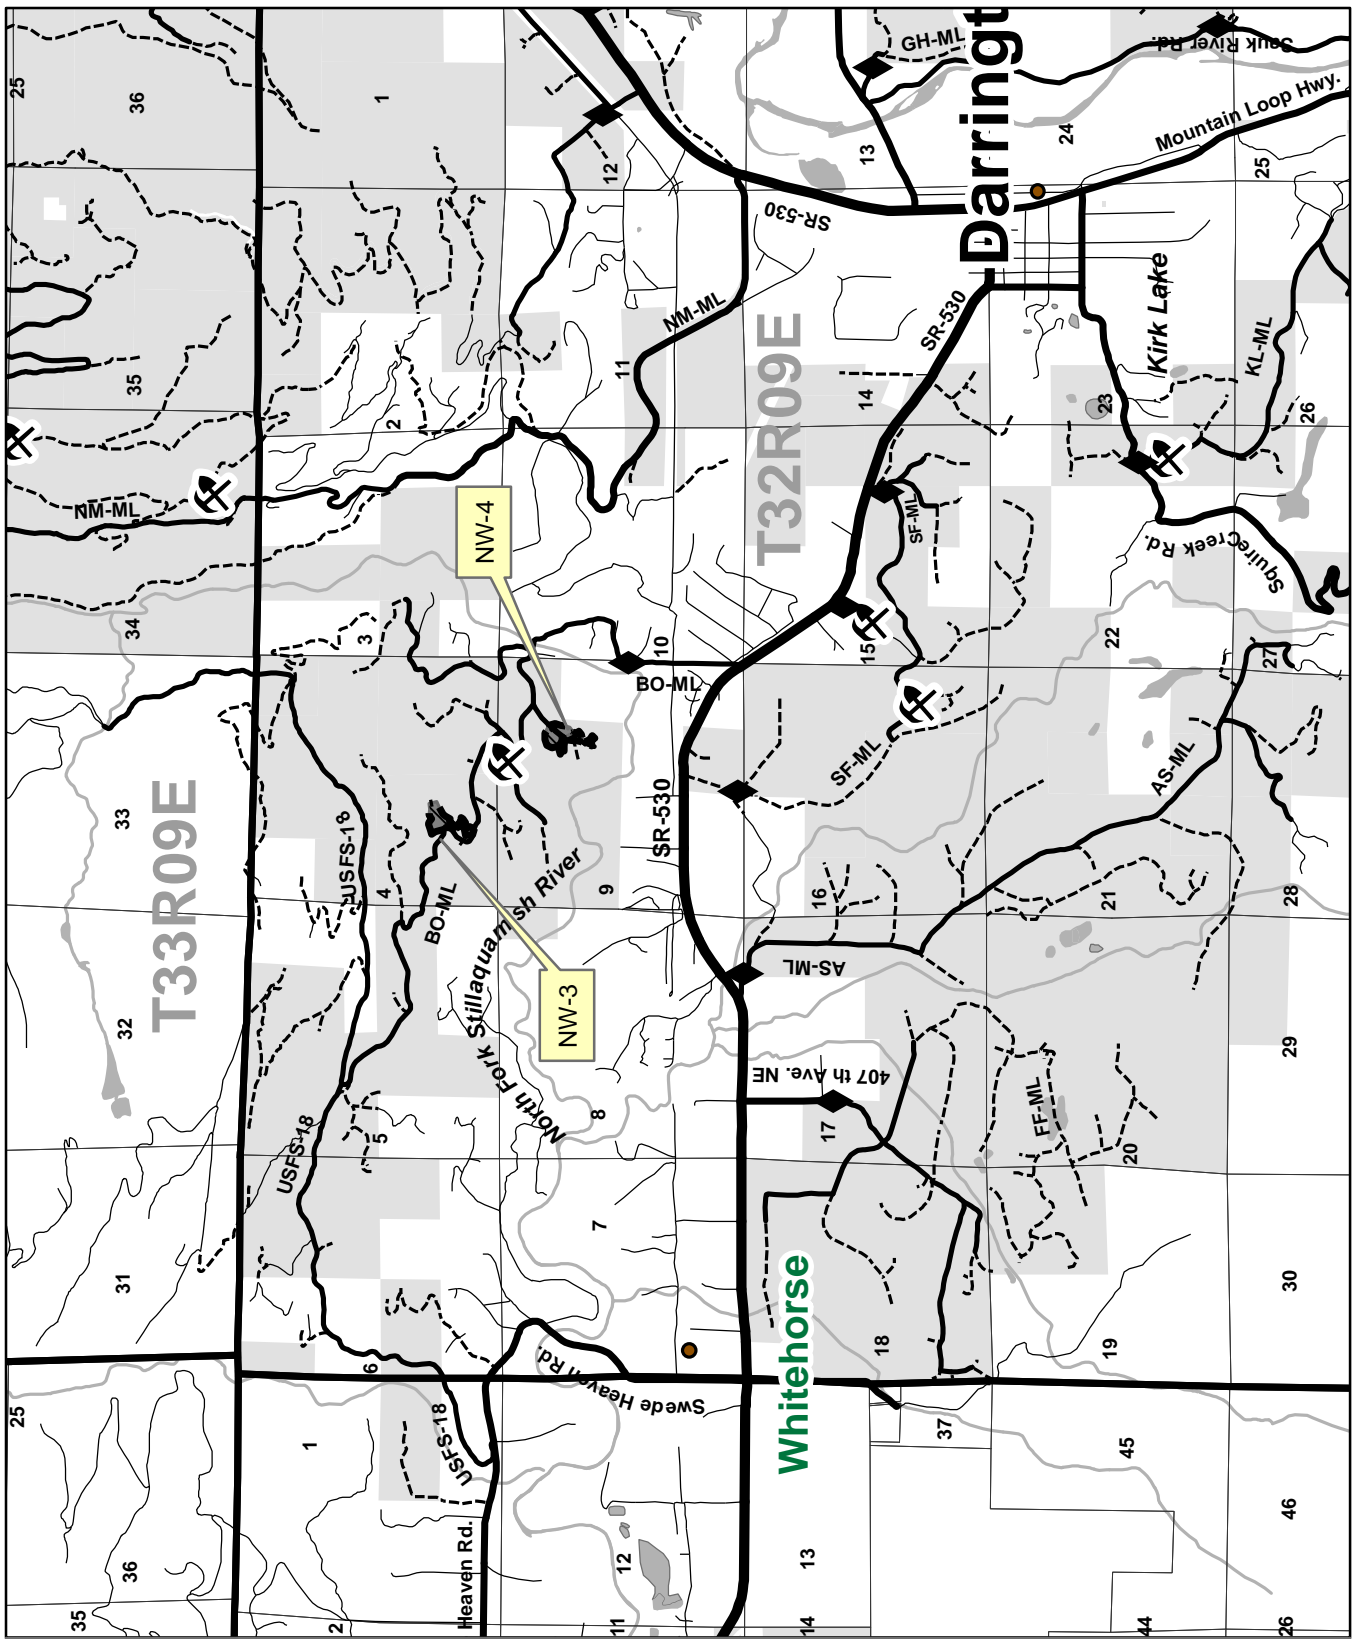 25
36
1
GH-ML
Sauk River Rd.
Darringt
24
13
Mountain Loop Hwy.
12
25
SR-530
35
2
11
NM-ML
T32R09E
14
SR-530
Kirk Lake
KL-ML
23
26
NM-ML
NW-4
SF-ML
SquireCreek Rd.
34
3
10
15
22
27
BO-ML
33
T33R09E
USFS-18
4
BO-ML
SR-530
SF-ML
AS-ML
North Fork Stillaquamish River
9
16
21
28
32
NW-3
AS-ML
29
USFS-18
5
8
407 th Ave. NE
17
FF-ML
20
31
7
Whitehorse
30
6
18
19
Swede Heaven Rd.
25
1
USFS-18
37
45
36
Heaven Rd.
12
13
46
35
2
11
14
44
26